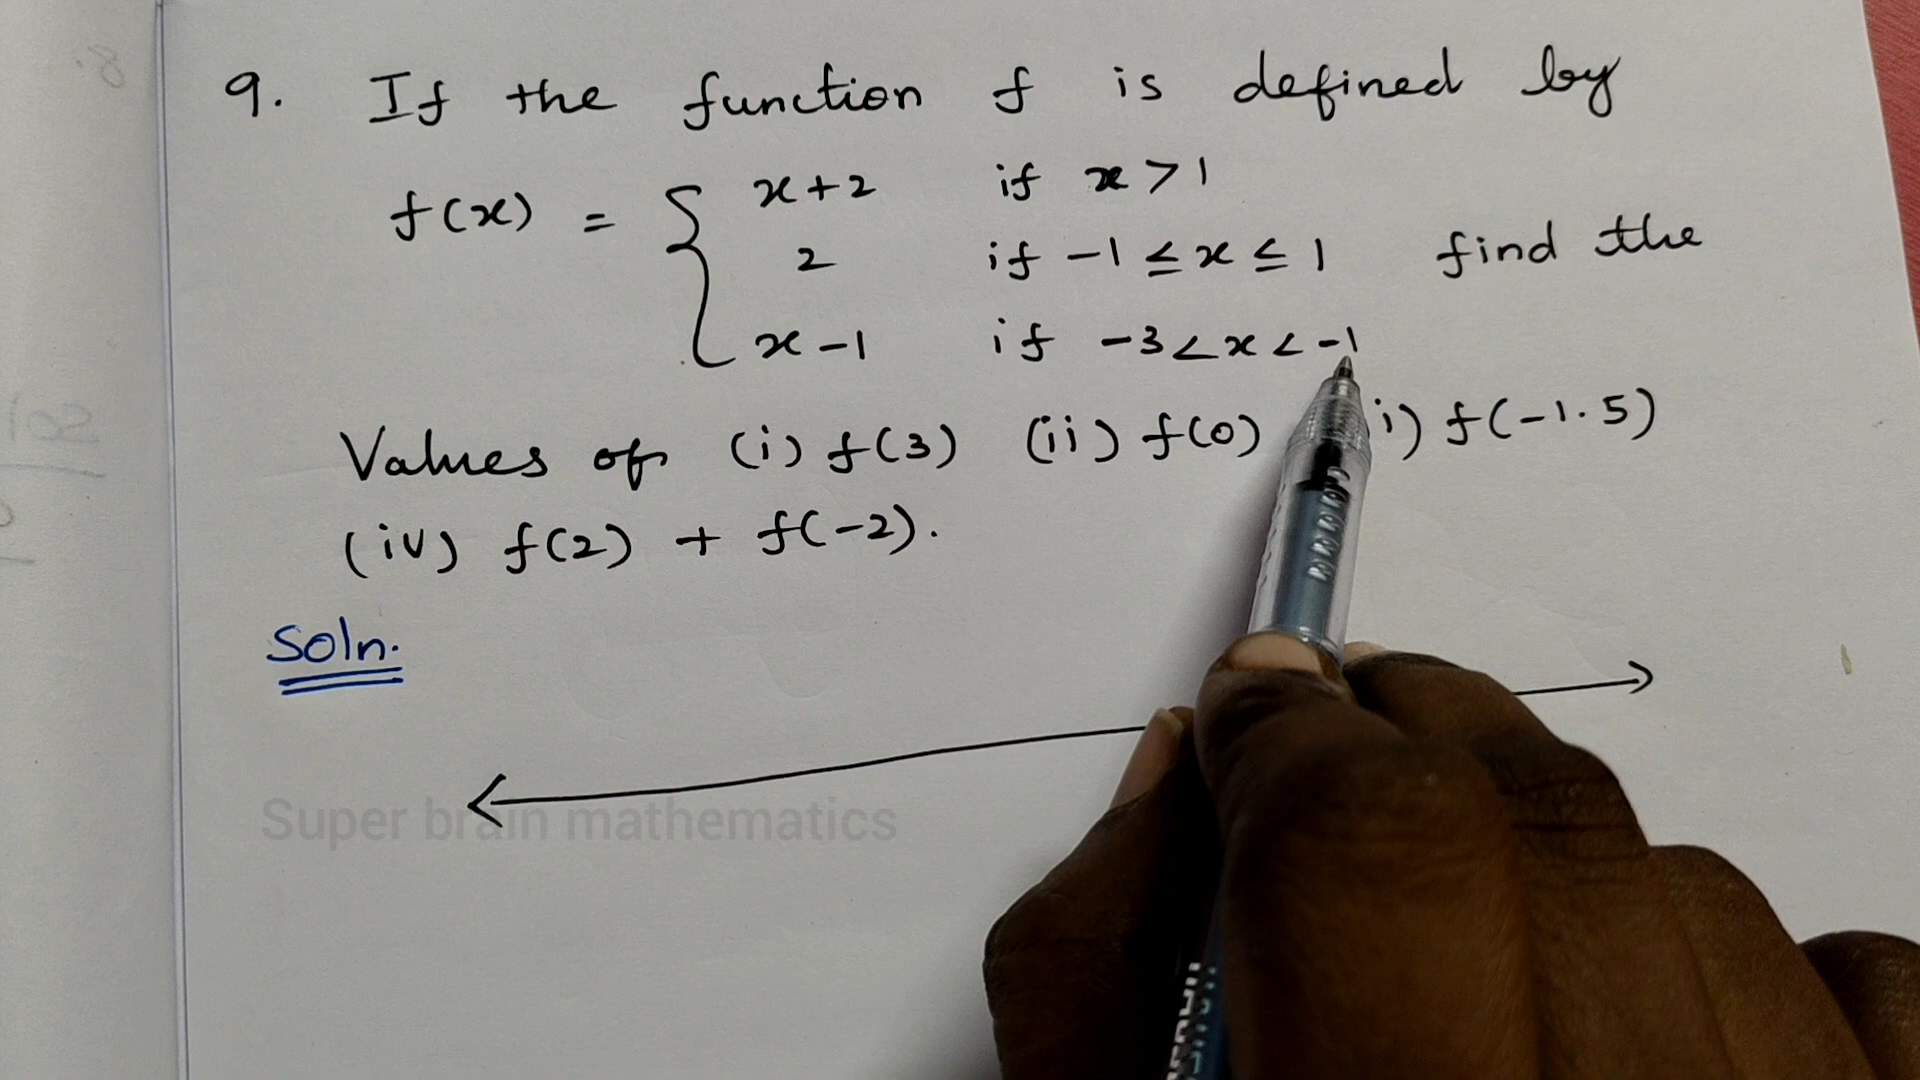 9. If the function f is defined by
f(x) = { x+2 if x > 1
2 if -1 ≤ x ≤ 1 find the
x-1 if -3 < x < -1
Values of (i) f(3) (ii) f(0) i) f(-1.5)
(iv) f(2) + f(-2).
Soln.
Super brain mathematics